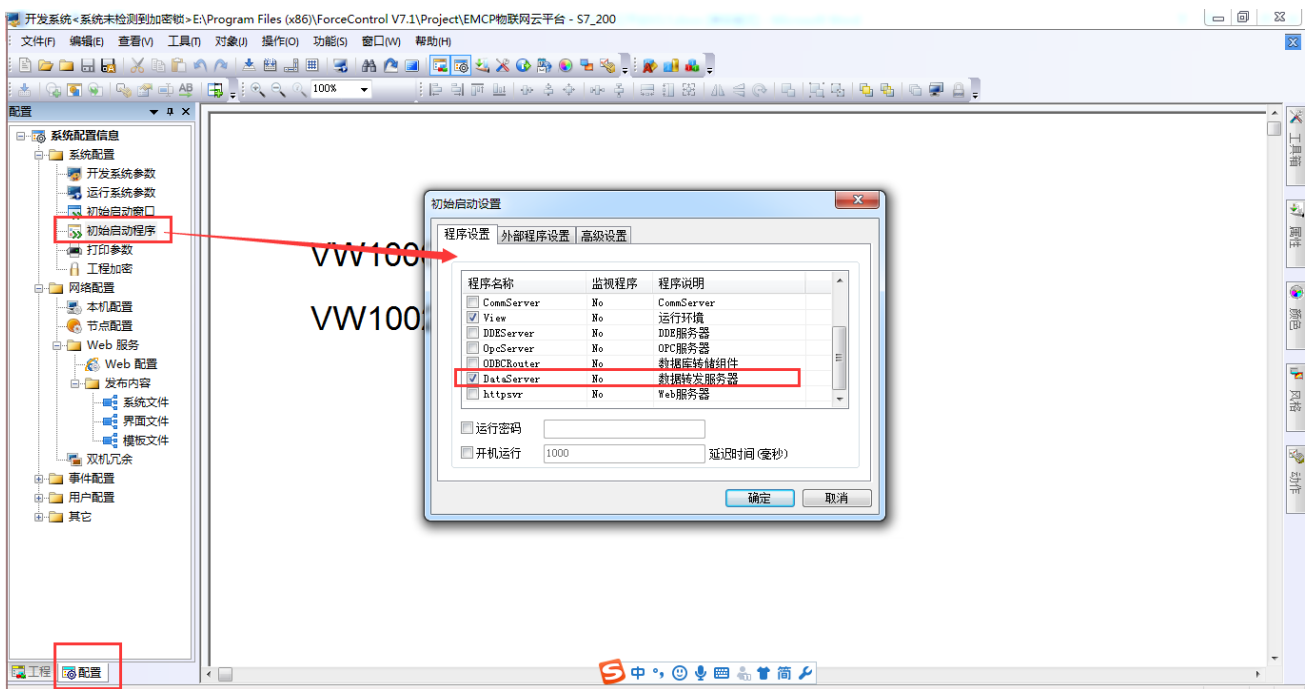 开发系统<系统未检测到加密锁>E:\Program Files (x86)\ForceControl V7.1\Project\EMCP物联网云平台 - S7_200
文件(F) 编辑(E) 查看(V) 工具(T) 对象(J) 操作(O) 功能(S) 窗口(W) 帮助(H)
100%
配置
系统配置信息
系统配置
开发系统参数
运行系统参数
初始启动窗口
初始启动程序
打印参数
工程加密
网络配置
本机配置
节点配置
Web 服务
Web 配置
发布内容
系统文件
界面文件
模板文件
双机冗余
事件配置
用户配置
其它
工程 配置
VW100
VW100
初始启动设置
程序设置 外部程序设置 高级设置
程序名称 监视程序 程序说明
CommServer No CommServer
View No 运行环境
DDEServer No DDE服务器
OpcServer No OPC服务器
ODBCRouter No 数据库转储组件
DataServer No 数据转发服务器
httpsvr No Web服务器
运行密码
开机运行 1000 延迟时间(毫秒)
确定 取消
工具箱
属性
颜色
风格
动作
中 简